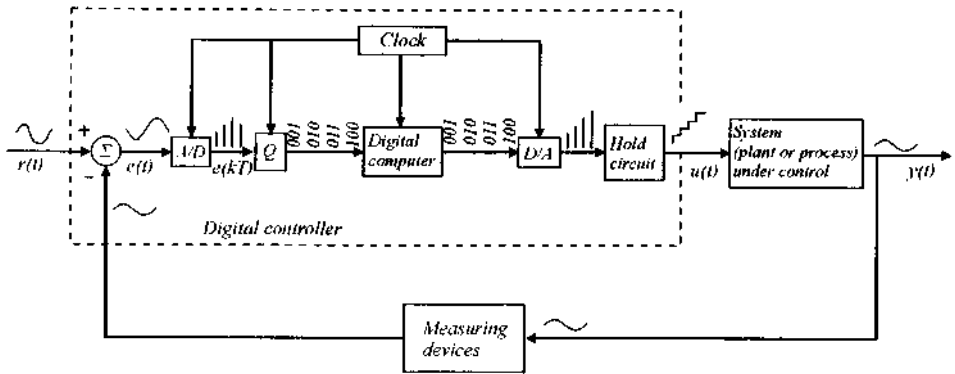 Clock
+
r(t)
Σ
−
e(t)
A/D
e(kT)
Q
001
010
011
100
Digital
computer
001
010
011
100
D/A
Hold
circuit
u(t)
System
(plant or process)
under control
y(t)
Digital controller
Measuring
devices